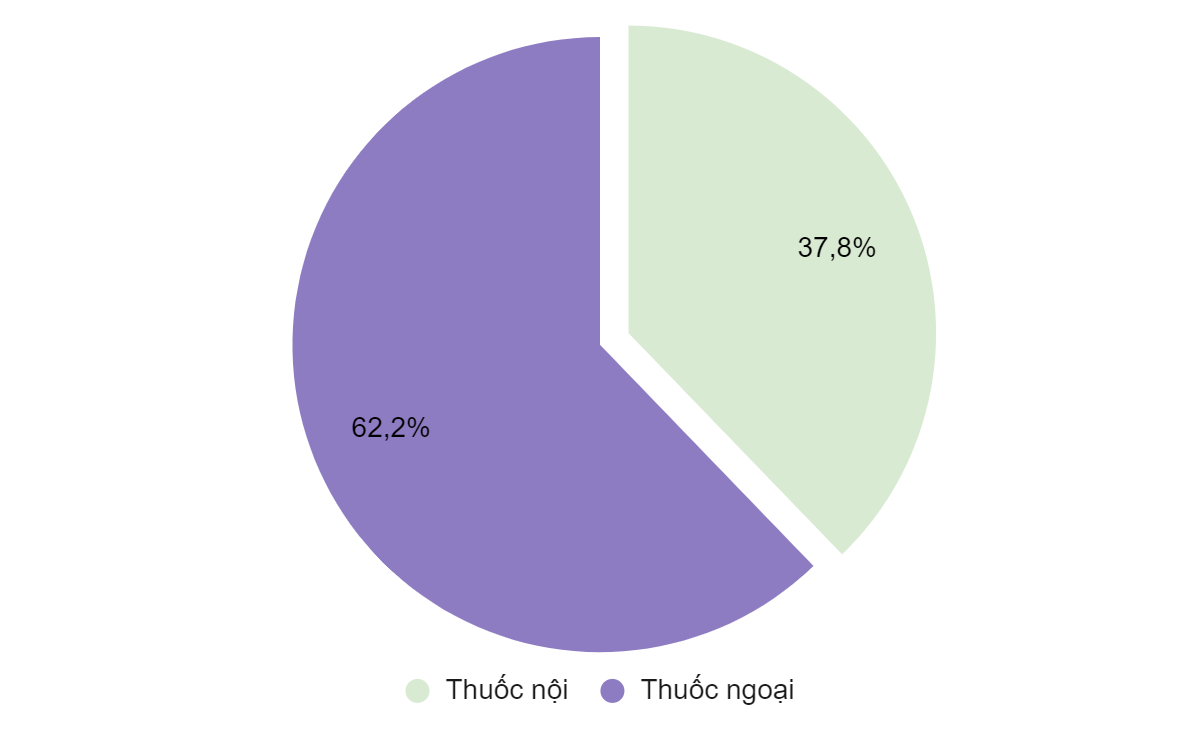 37,8%
62,2%
Thuốc nội
Thuốc ngoại